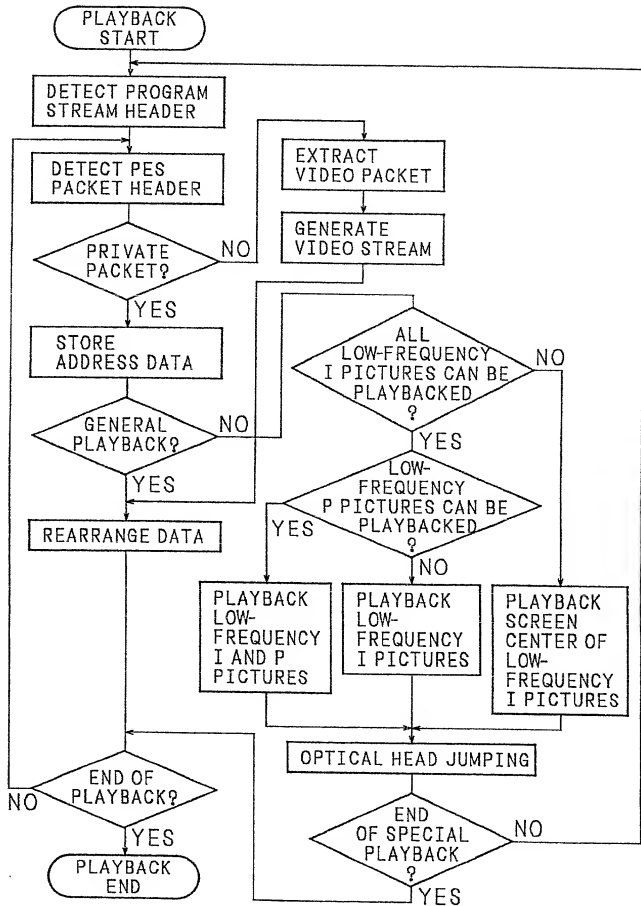 PLAYBACK
START
DETECT PROGRAM
STREAM HEADER
DETECT PES
PACKET HEADER
EXTRACT
VIDEO PACKET
GENERATE
VIDEO STREAM
PRIVATE
PACKET?
NO
YES
STORE
ADDRESS DATA
GENERAL
PLAYBACK?
NO
YES
ALL
LOW-FREQUENCY
I PICTURES CAN BE
PLAYBACKED
?
NO
YES
LOW-
FREQUENCY
P PICTURES CAN BE
PLAYBACKED
?
YES
NO
REARRANGE DATA
PLAYBACK
LOW-
FREQUENCY
I AND P
PICTURES
PLAYBACK
LOW-
FREQUENCY
I PICTURES
PLAYBACK
SCREEN
CENTER OF
LOW-
FREQUENCY
I PICTURES
OPTICAL HEAD JUMPING
END OF
PLAYBACK?
NO
YES
END
OF SPECIAL
PLAYBACK
?
NO
YES
PLAYBACK
END